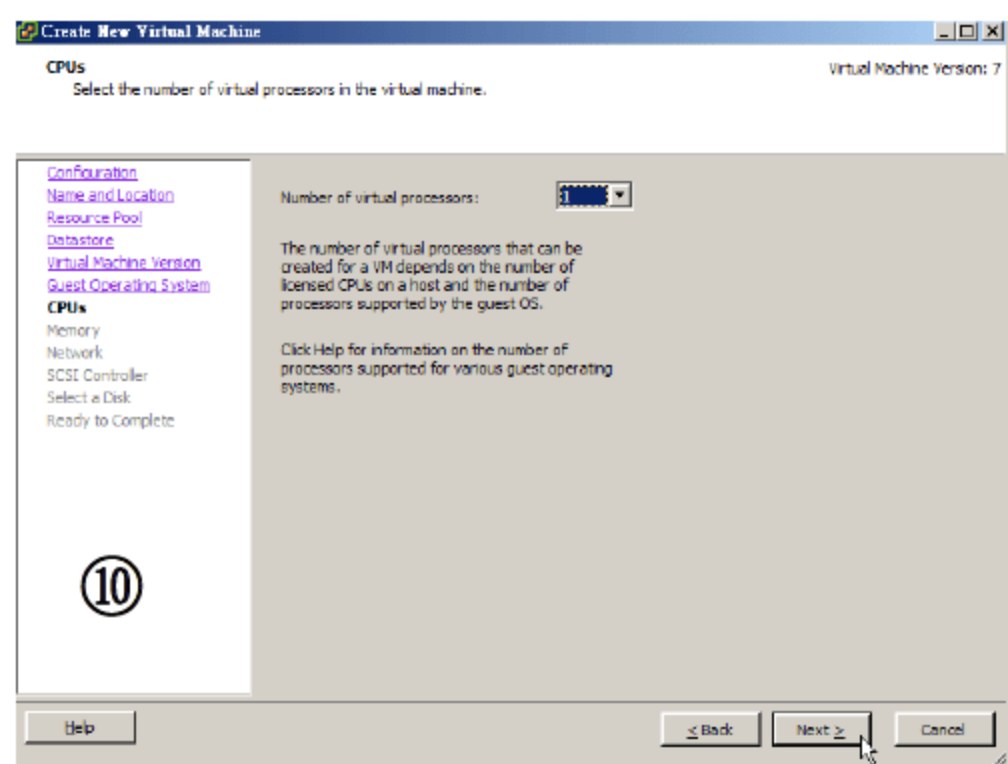 Create New Virtual Machine
CPUs
Virtual Machine Version: 7
Select the number of virtual processors in the virtual machine.
Configuration
Name and Location
Resource Pool
Datastore
Virtual Machine Version
Guest Operating System
CPUs
Memory
Network
SCSI Controller
Select a Disk
Ready to Complete
⑩
Number of virtual processors: 1
The number of virtual processors that can be
created for a VM depends on the number of
licensed CPUs on a host and the number of
processors supported by the guest OS.
Click Help for information on the number of
processors supported for various guest operating
systems.
Help
< Back
Next >
Cancel